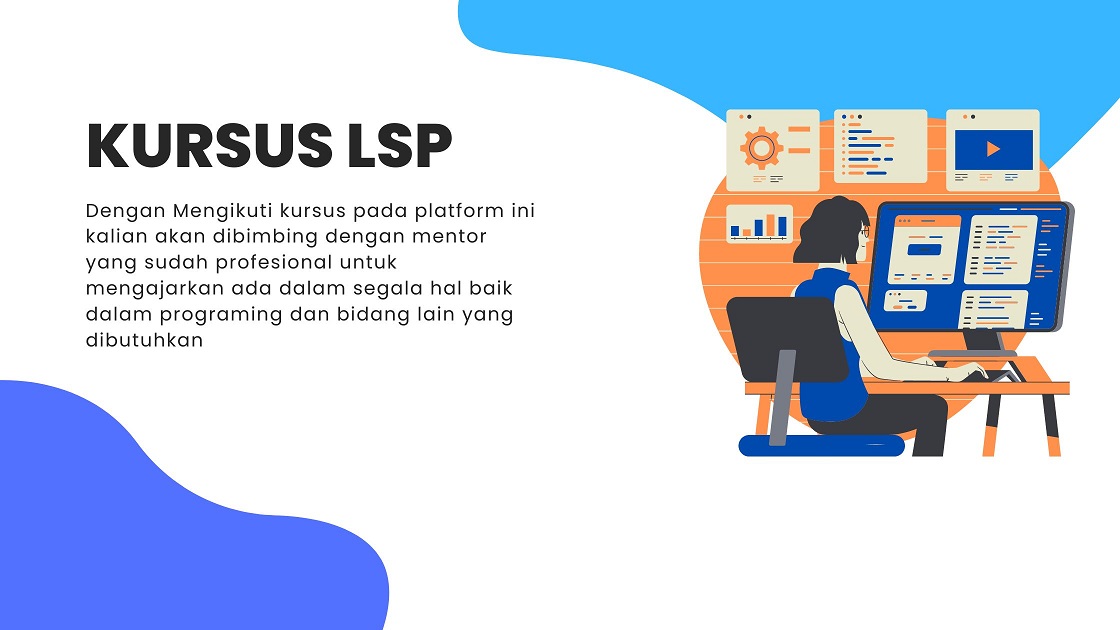 KURSUS LSP
Dengan Mengikuti kursus pada platform ini
kalian akan dibimbing dengan mentor
yang sudah profesional untuk
mengajarkan ada dalam segala hal baik
dalam programing dan bidang lain yang
dibutuhkan